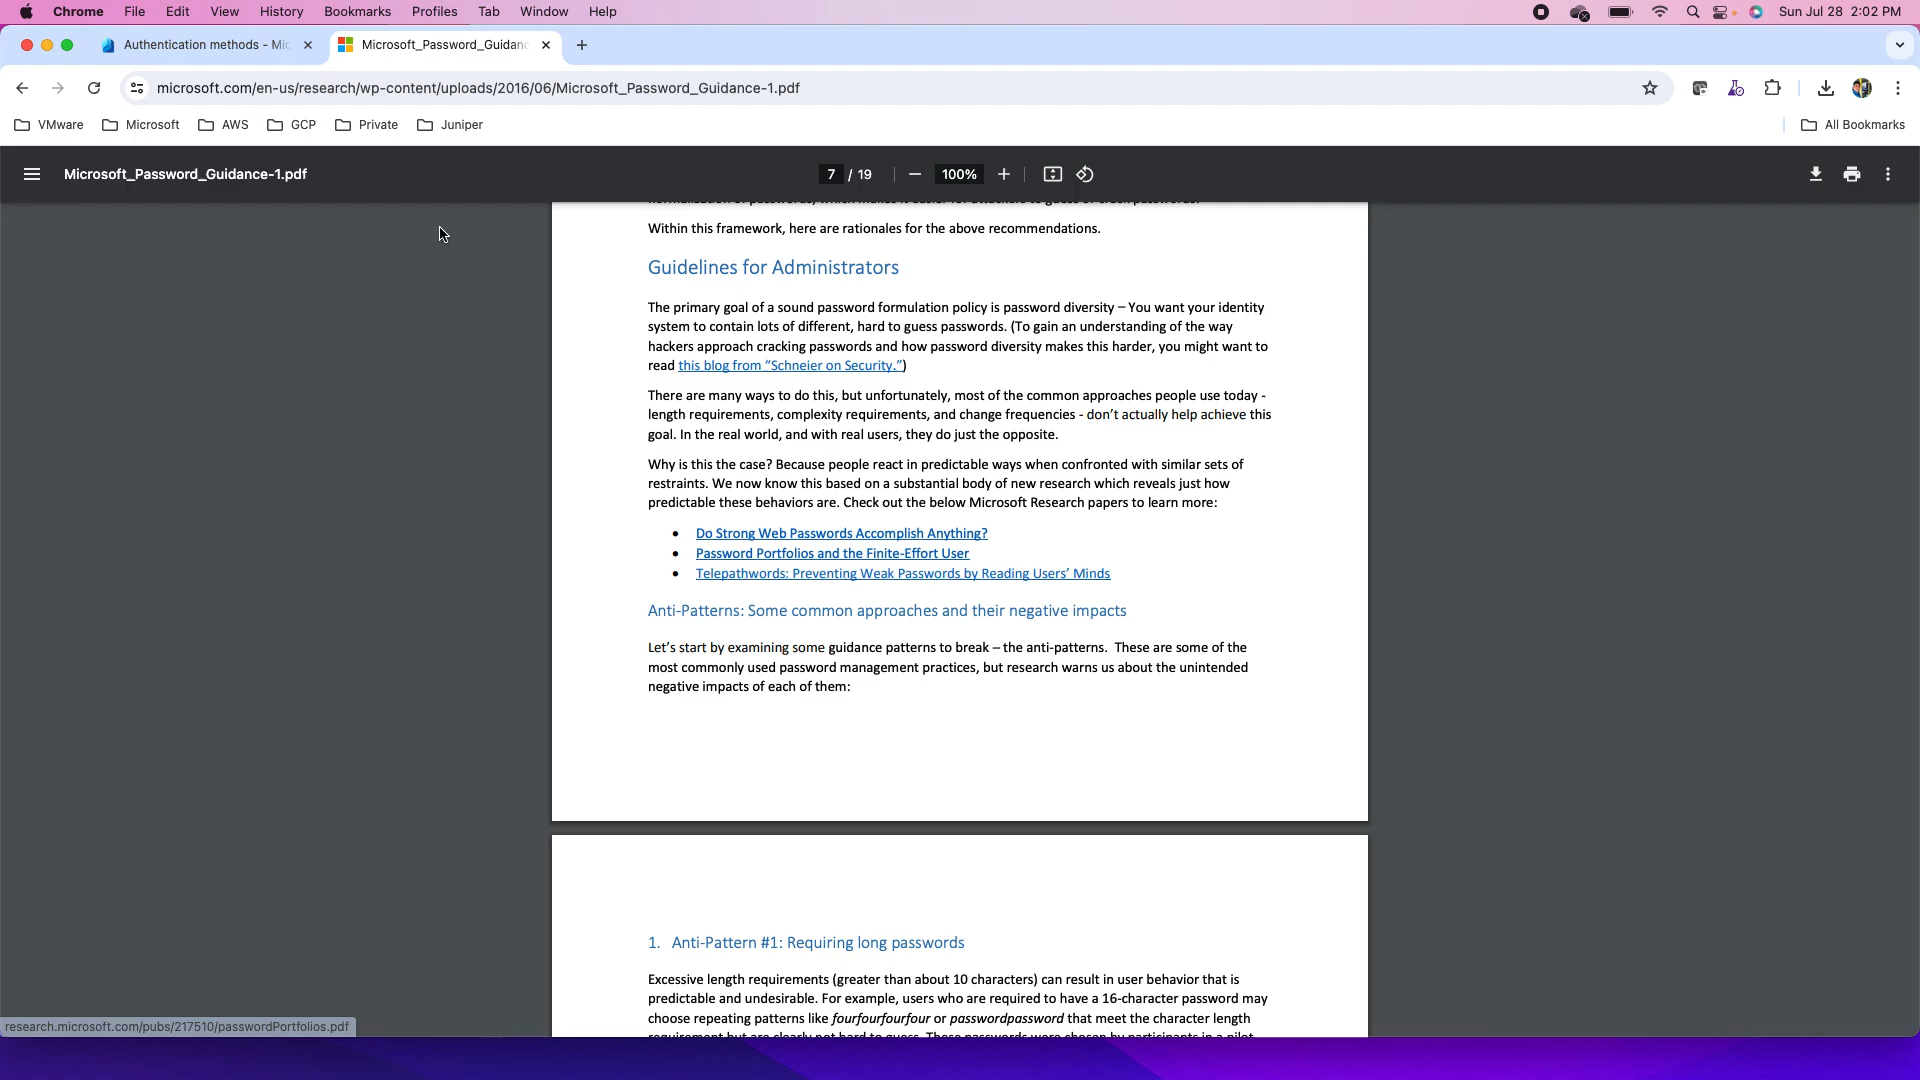 Chrome File Edit View History Bookmarks Profiles Tab Window Help Sun Jul 28 2:02 PM
Authentication methods - Mic Microsoft_Password_Guidanc
microsoft.com/en-us/research/wp-content/uploads/2016/06/Microsoft_Password_Guidance-1.pdf
VMware Microsoft AWS GCP Private Juniper All Bookmarks
Microsoft_Password_Guidance-1.pdf 7 / 19 100%
Within this framework, here are rationales for the above recommendations.
Guidelines for Administrators
The primary goal of a sound password formulation policy is password diversity – You want your identity
system to contain lots of different, hard to guess passwords. (To gain an understanding of the way
hackers approach cracking passwords and how password diversity makes this harder, you might want to
read this blog from “Schneier on Security.”)
There are many ways to do this, but unfortunately, most of the common approaches people use today -
length requirements, complexity requirements, and change frequencies - don’t actually help achieve this
goal. In the real world, and with real users, they do just the opposite.
Why is this the case? Because people react in predictable ways when confronted with similar sets of
restraints. We now know this based on a substantial body of new research which reveals just how
predictable these behaviors are. Check out the below Microsoft Research papers to learn more:
• Do Strong Web Passwords Accomplish Anything?
• Password Portfolios and the Finite-Effort User
• Telepathwords: Preventing Weak Passwords by Reading Users’ Minds
Anti-Patterns: Some common approaches and their negative impacts
Let’s start by examining some guidance patterns to break – the anti-patterns. These are some of the
most commonly used password management practices, but research warns us about the unintended
negative impacts of each of them:
1. Anti-Pattern #1: Requiring long passwords
Excessive length requirements (greater than about 10 characters) can result in user behavior that is
predictable and undesirable. For example, users who are required to have a 16-character password may
choose repeating patterns like fourfourfourfour or passwordpassword that meet the character length
research.microsoft.com/pubs/217510/passwordPortfolios.pdf